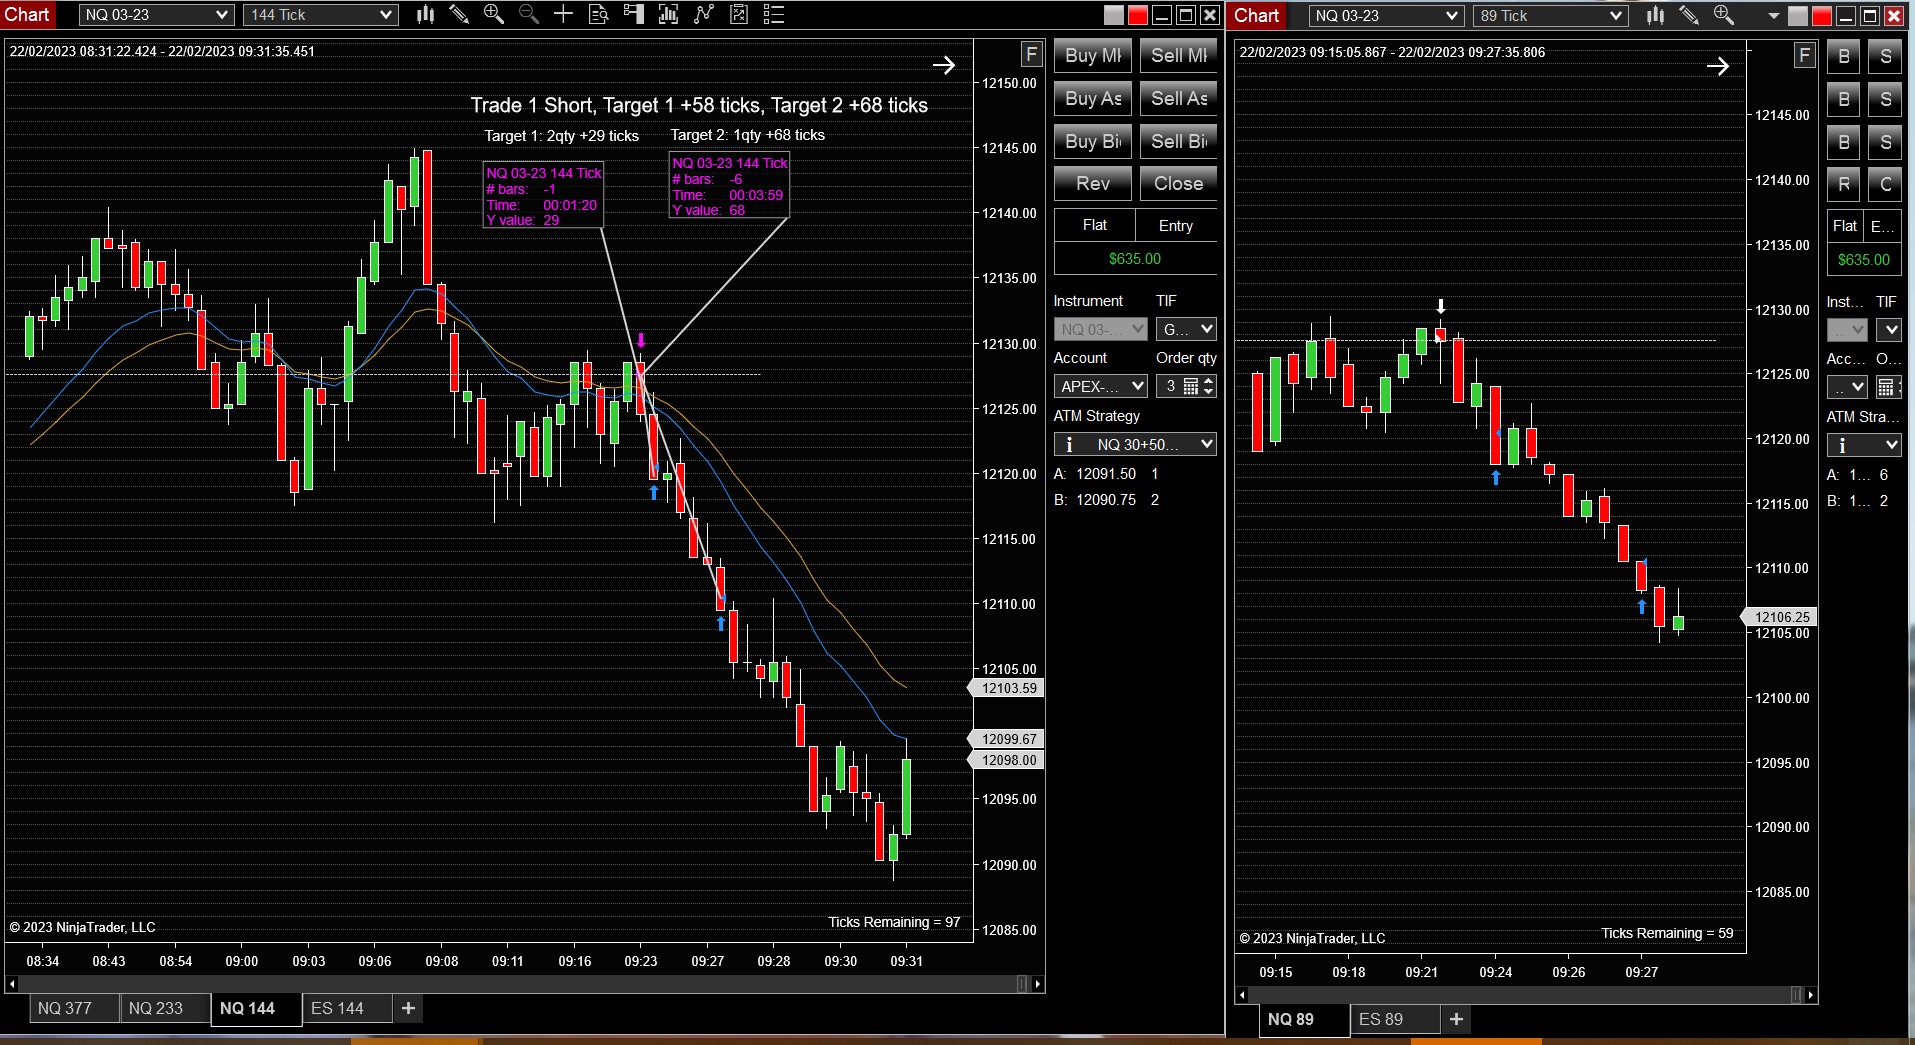 Chart NQ 03-23 144 Tick
22/02/2023 08:31:22.424 - 22/02/2023 09:31:35.451
F
Trade 1 Short, Target 1 +58 ticks, Target 2 +68 ticks
Target 1: 2qty +29 ticks
Target 2: 1qty +68 ticks
NQ 03-23 144 Tick
# bars: -1
Time: 00:01:20
Y value: 29
NQ 03-23 144 Tick
# bars: -6
Time: 00:03:59
Y value: 68
12150.00
12145.00
12140.00
12135.00
12130.00
12125.00
12120.00
12115.00
12110.00
12105.00
12103.59
12099.67
12098.00
12095.00
12090.00
12085.00
© 2023 NinjaTrader, LLC
Ticks Remaining = 97
08:34 08:43 08:54 09:00 09:03 09:06 09:08 09:11 09:16 09:23 09:27 09:28 09:30 09:31
NQ 377 NQ 233 NQ 144 ES 144 +
Buy M Sell M
Buy As Sell As
Buy Bi Sell Bi
Rev Close
Flat Entry
$635.00
Instrument TIF
NQ 03-... G...
Account Order qty
APEX-... 3
ATM Strategy
i NQ 30+50...
A: 12091.50 1
B: 12090.75 2
Chart NQ 03-23 89 Tick
22/02/2023 09:15:05.867 - 22/02/2023 09:27:35.806
F
12145.00
12140.00
12135.00
12130.00
12125.00
12120.00
12115.00
12110.00
12106.25
12105.00
12100.00
12095.00
12090.00
12085.00
© 2023 NinjaTrader, LLC
Ticks Remaining = 59
09:15 09:18 09:21 09:24 09:26 09:27
NQ 89 ES 89 +
B S
B S
B S
R C
Flat E...
$635.00
Inst... TIF
..
Acc... O...
..
ATM Stra...
i
A: 1... 6
B: 1... 2